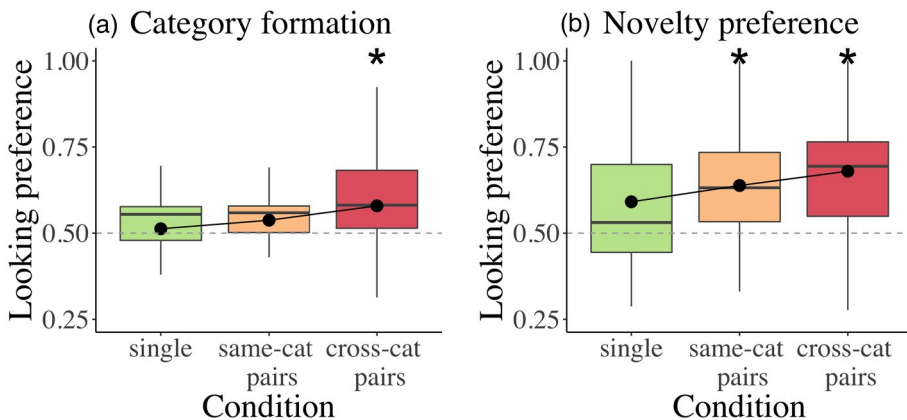 (a) Category formation
Looking preference
1.00
0.75
0.50
0.25
*
single
same-cat
pairs
cross-cat
pairs
Condition
(b) Novelty preference
Looking preference
1.00
0.75
0.50
0.25
*
*
single
same-cat
pairs
cross-cat
pairs
Condition